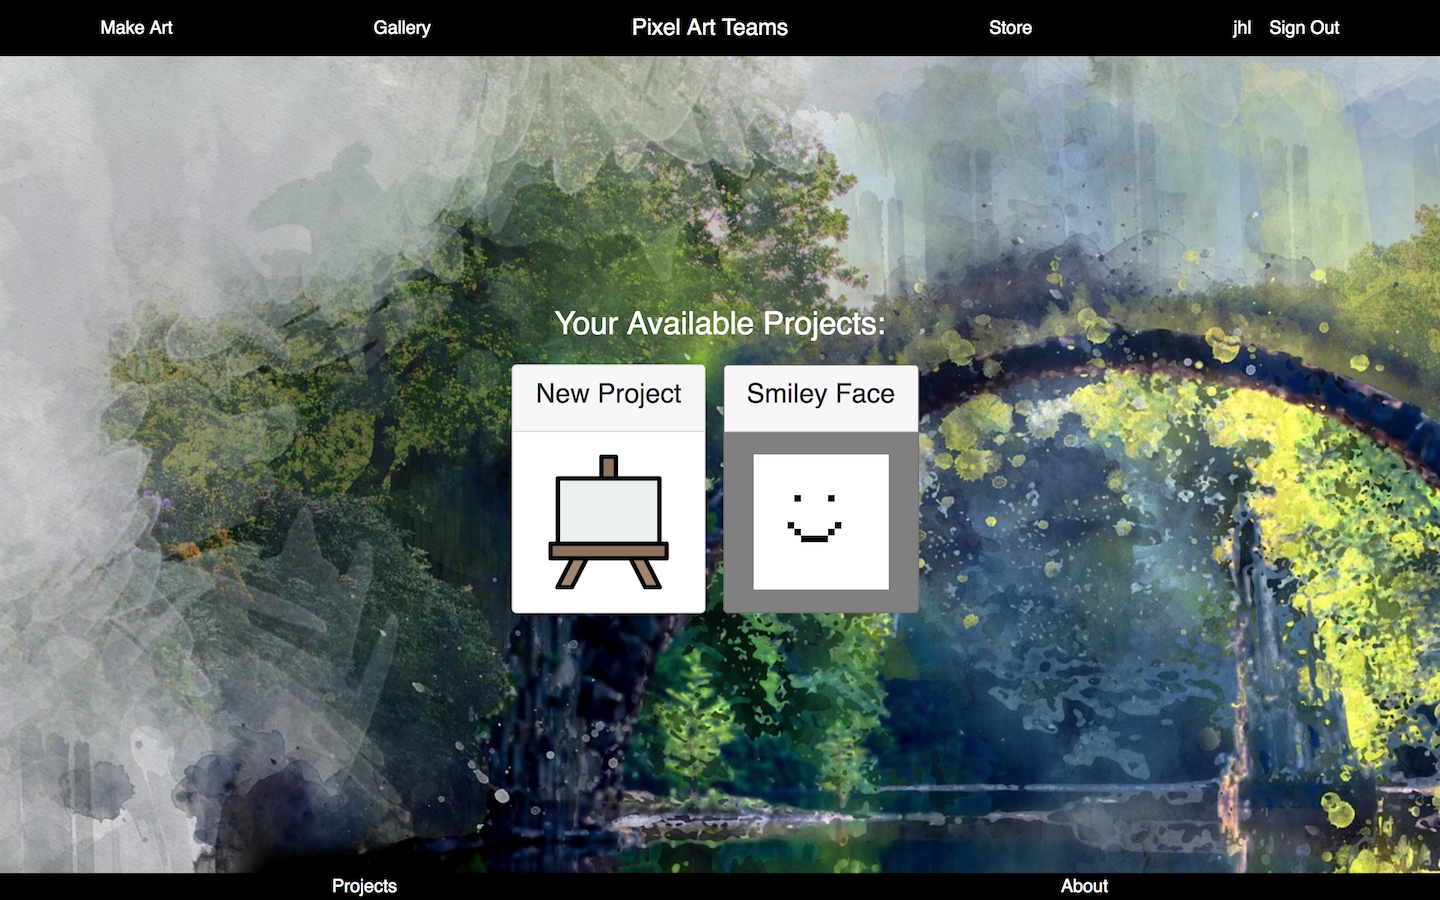 Make Art
Gallery
Pixel Art Teams
Store
jhl
Sign Out
Your Available Projects:
New Project
Smiley Face
Projects
About